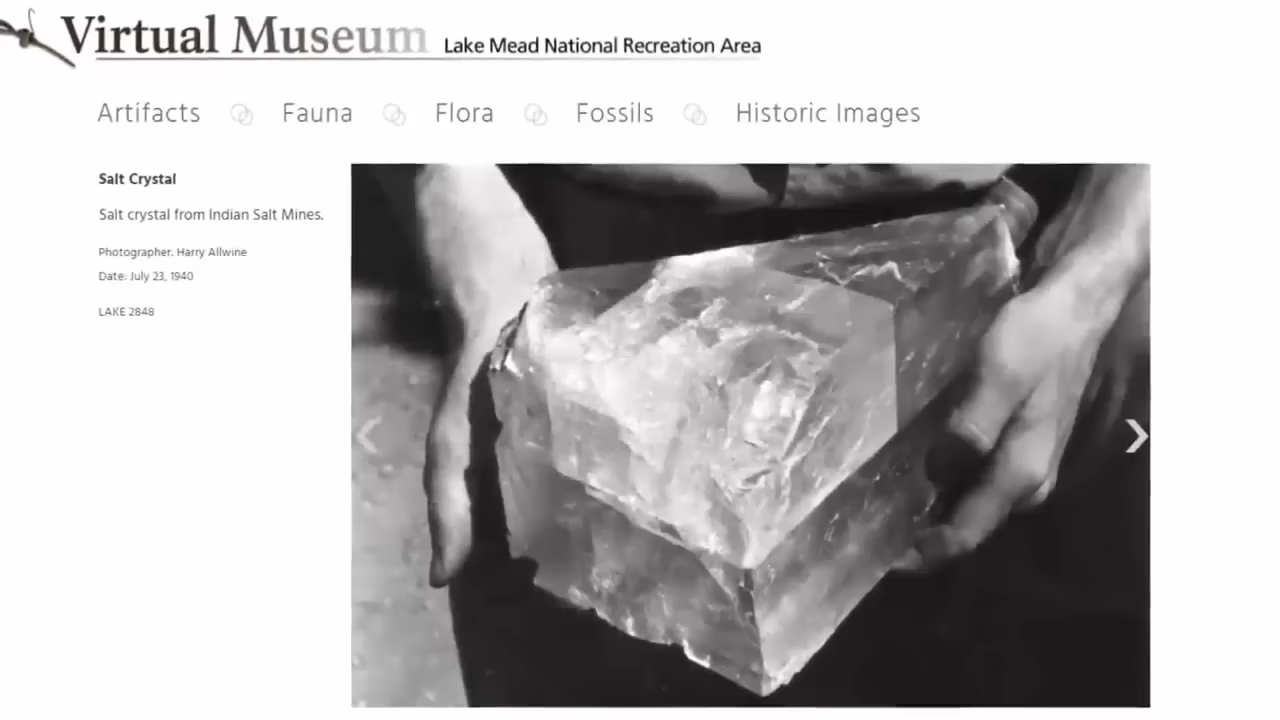 Virtual Museum Lake Mead National Recreation Area
Artifacts Fauna Flora Fossils Historic Images
Salt Crystal
Salt crystal from Indian Salt Mines.
Photographer: Harry Allwine
Date: July 23, 1940
LAKE 2848